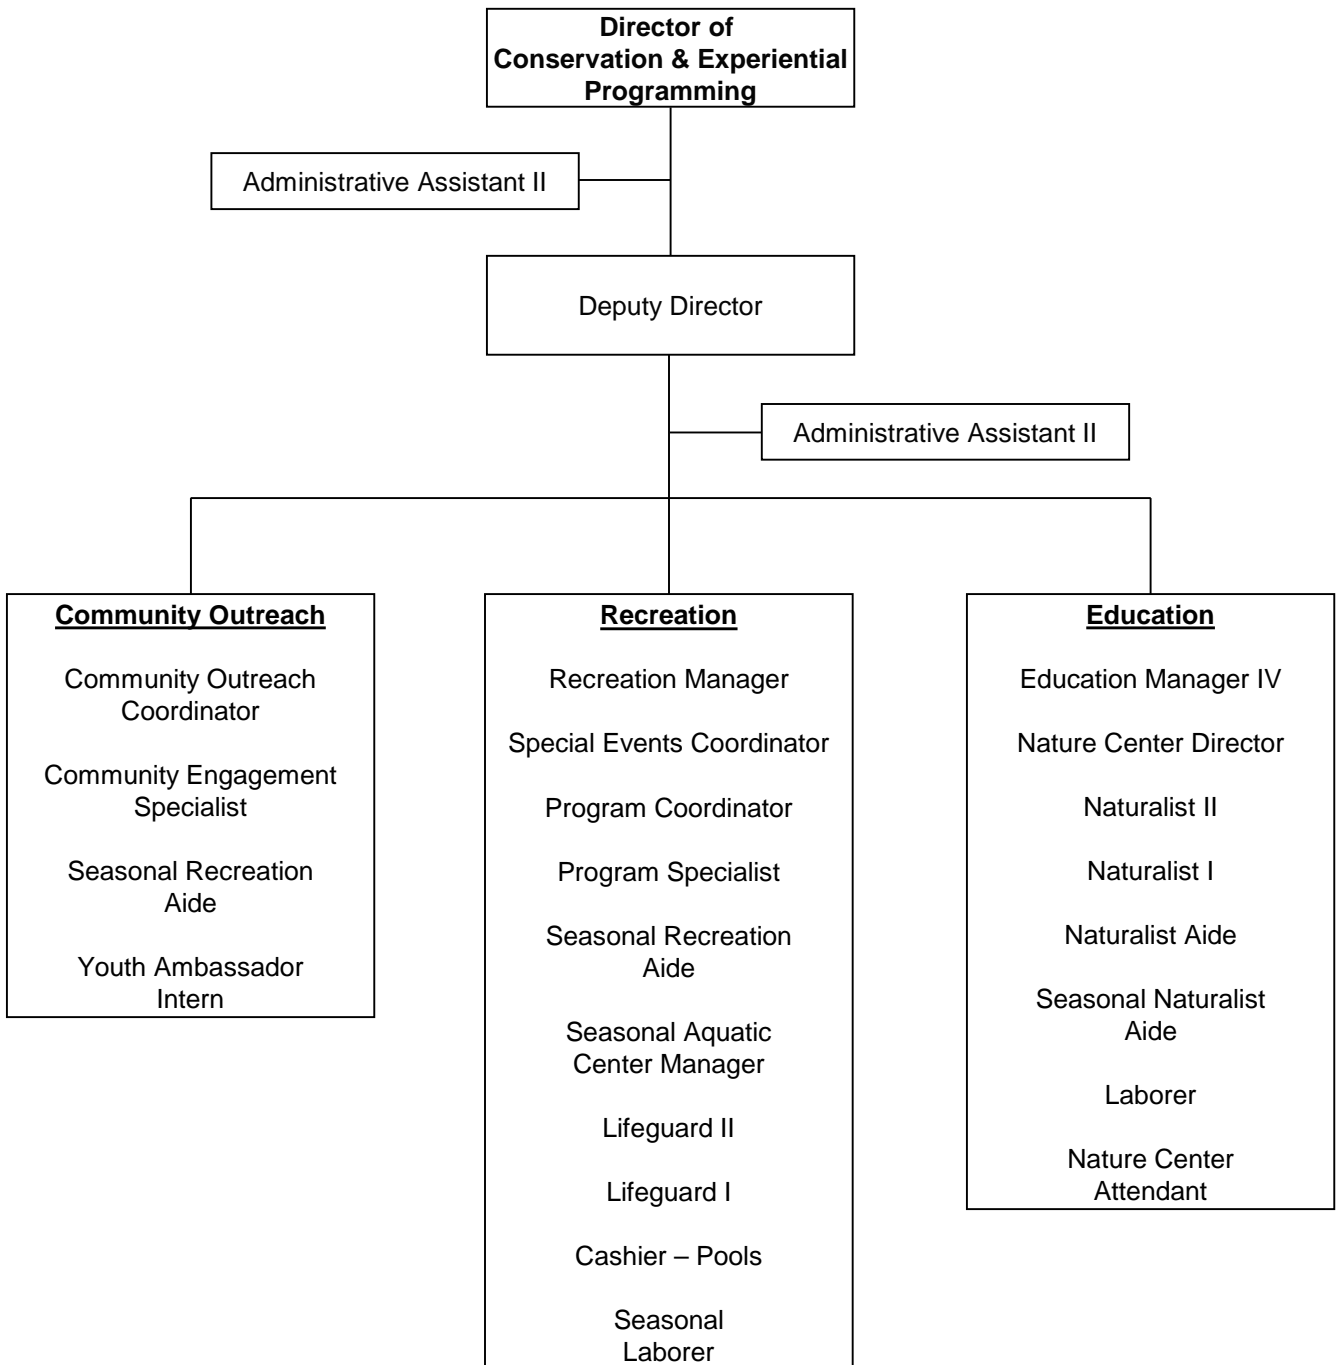 Director of
Conservation & Experiential
Programming
Administrative Assistant II
Deputy Director
Administrative Assistant II
Community Outreach
Community Outreach
Coordinator
Community Engagement
Specialist
Seasonal Recreation
Aide
Youth Ambassador
Intern
Recreation
Recreation Manager
Special Events Coordinator
Program Coordinator
Program Specialist
Seasonal Recreation
Aide
Seasonal Aquatic
Center Manager
Lifeguard II
Lifeguard I
Cashier – Pools
Seasonal
Laborer
Education
Education Manager IV
Nature Center Director
Naturalist II
Naturalist I
Naturalist Aide
Seasonal Naturalist
Aide
Laborer
Nature Center
Attendant